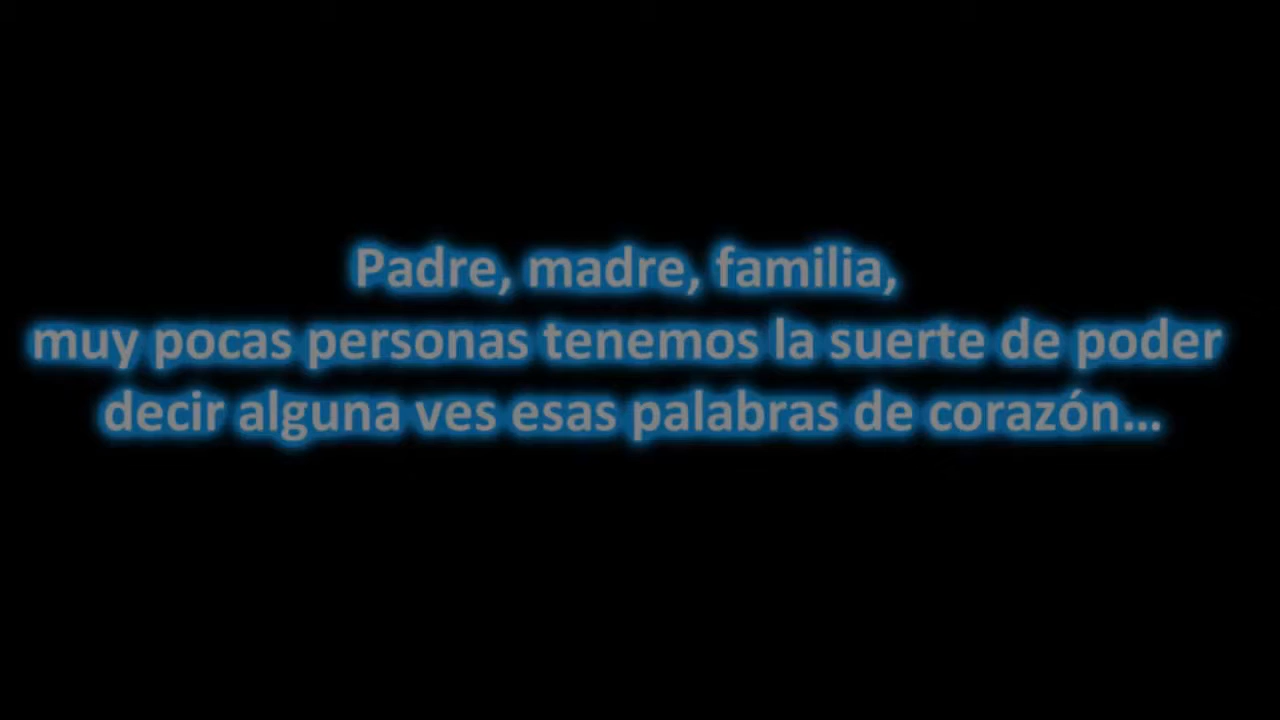 Padre, madre, familia,
muy pocas personas tenemos la suerte de poder
decir alguna ves esas palabras de corazón...